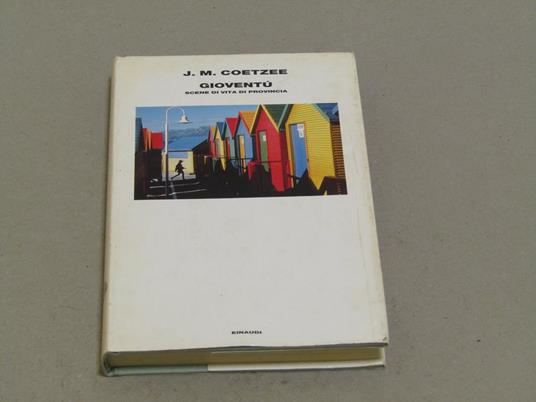 J. M. COETZEE
GIOVENTÙ
SCENE DI VITA DI PROVINCIA
EINAUDI